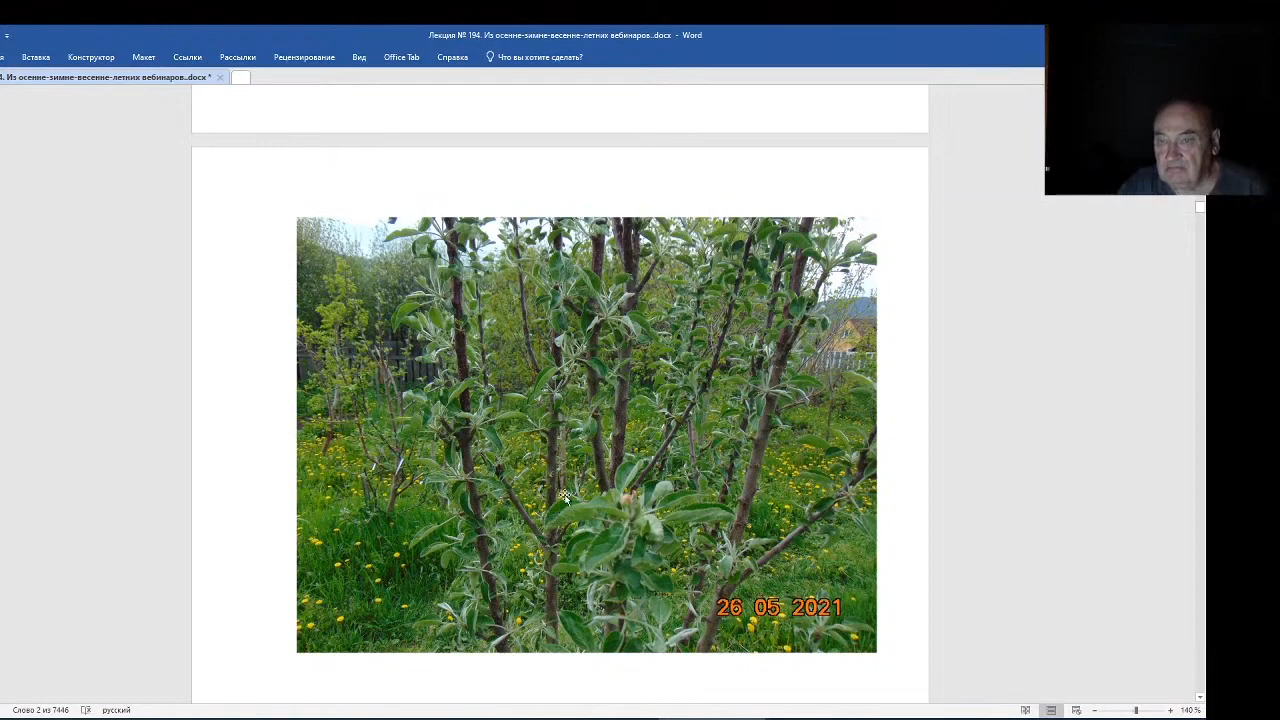 Лекция № 194. Из осенне-зимне-весенне-летних вебинаров..docx - Word
я Вставка Конструктор Макет Ссылки Рассылки Рецензирование Вид Office Tab Справка Что вы хотите сделать?
4. Из осенне-зимне-весенне-летних вебинаров..docx *
26 05 2021
Слово 2 из 7446 русский 140 %